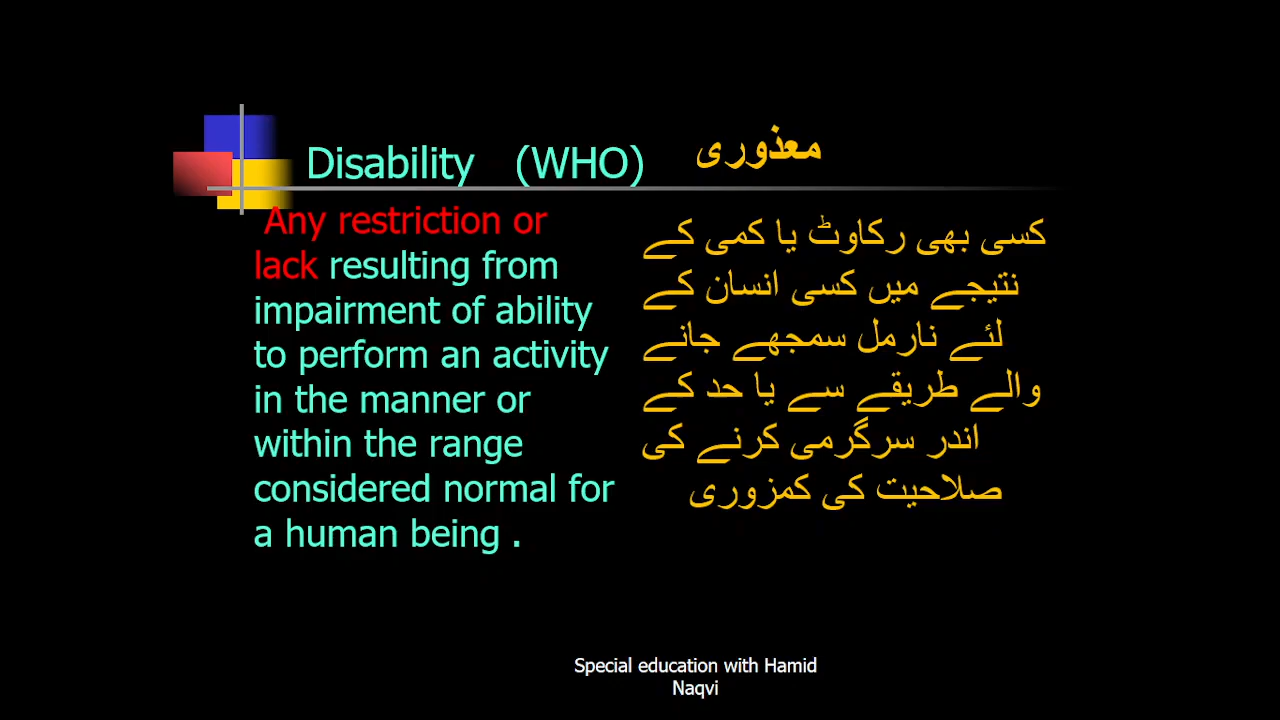 Disability (WHO) معذوری
Any restriction or
lack resulting from
impairment of ability
to perform an activity
in the manner or
within the range
considered normal for
a human being .
کسی بھی رکاوٹ یا کمی کے
نتیجے میں کسی انسان کے
لئے نارمل سمجھے جانے
والے طریقے سے یا حد کے
اندر سرگرمی کرنے کی
صلاحیت کی کمزوری
Special education with Hamid
Naqvi